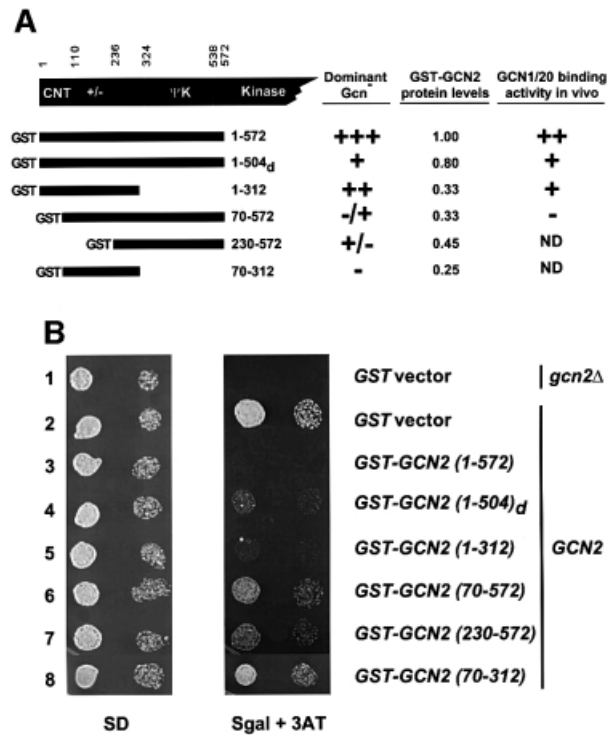 A
1 110 236 324 538 572
CNT +/- ΨK Kinase
Dominant Gcn-
GST-GCN2 protein levels
GCN1/20 binding activity in vivo
GST 1-572 +++ 1.00 ++
GST 1-504d + 0.80 +
GST 1-312 ++ 0.33 +
GST 70-572 -/+ 0.33 -
GST 230-572 +/- 0.45 ND
GST 70-312 - 0.25 ND
B
1 GST vector gcn2Δ
2 GST vector
3 GST-GCN2 (1-572)
4 GST-GCN2 (1-504)d
5 GST-GCN2 (1-312) GCN2
6 GST-GCN2 (70-572)
7 GST-GCN2 (230-572)
8 GST-GCN2 (70-312)
SD Sgal + 3AT